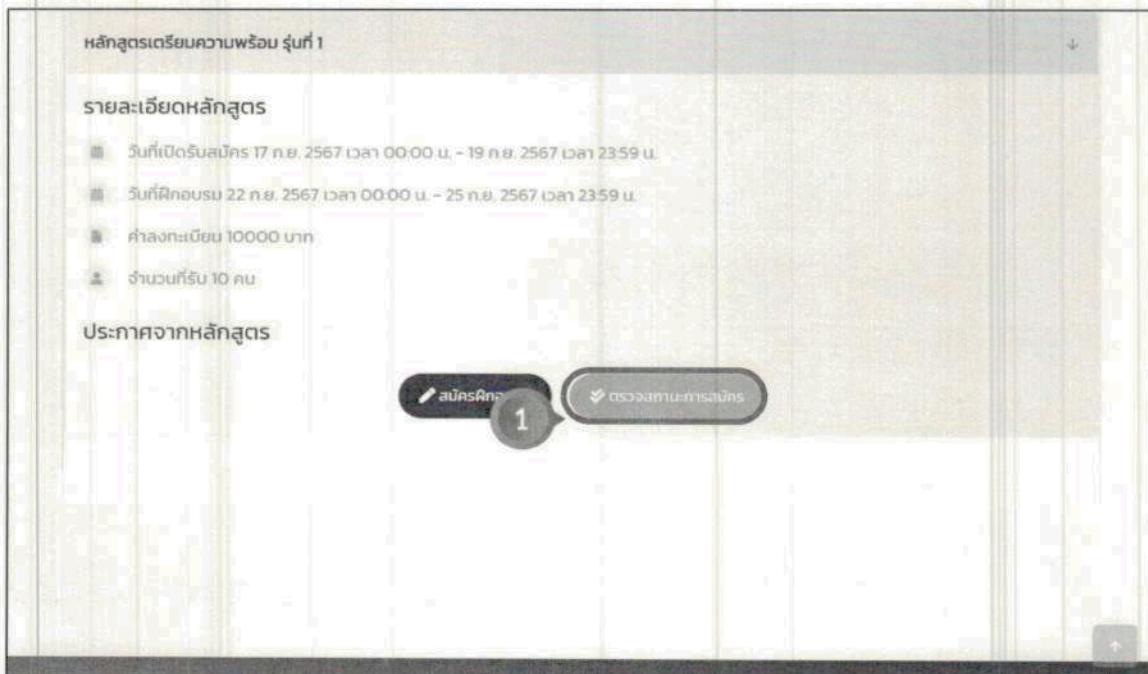 หลักสูตรเตรียมความพร้อม รุ่นที่ 1
รายละเอียดหลักสูตร
วันที่เปิดรับสมัคร 17 ก.ย. 2567 เวลา 00:00 น. - 19 ก.ย. 2567 เวลา 23:59 น.
วันที่ฝึกอบรม 22 ก.ย. 2567 เวลา 00:00 น. - 25 ก.ย. 2567 เวลา 23:59 น.
ค่าลงทะเบียน 10000 บาท
จำนวนที่รับ 10 คน
ประกาศจากหลักสูตร
สมัครฝึกอ
ตรวจสถานะการสมัคร
1